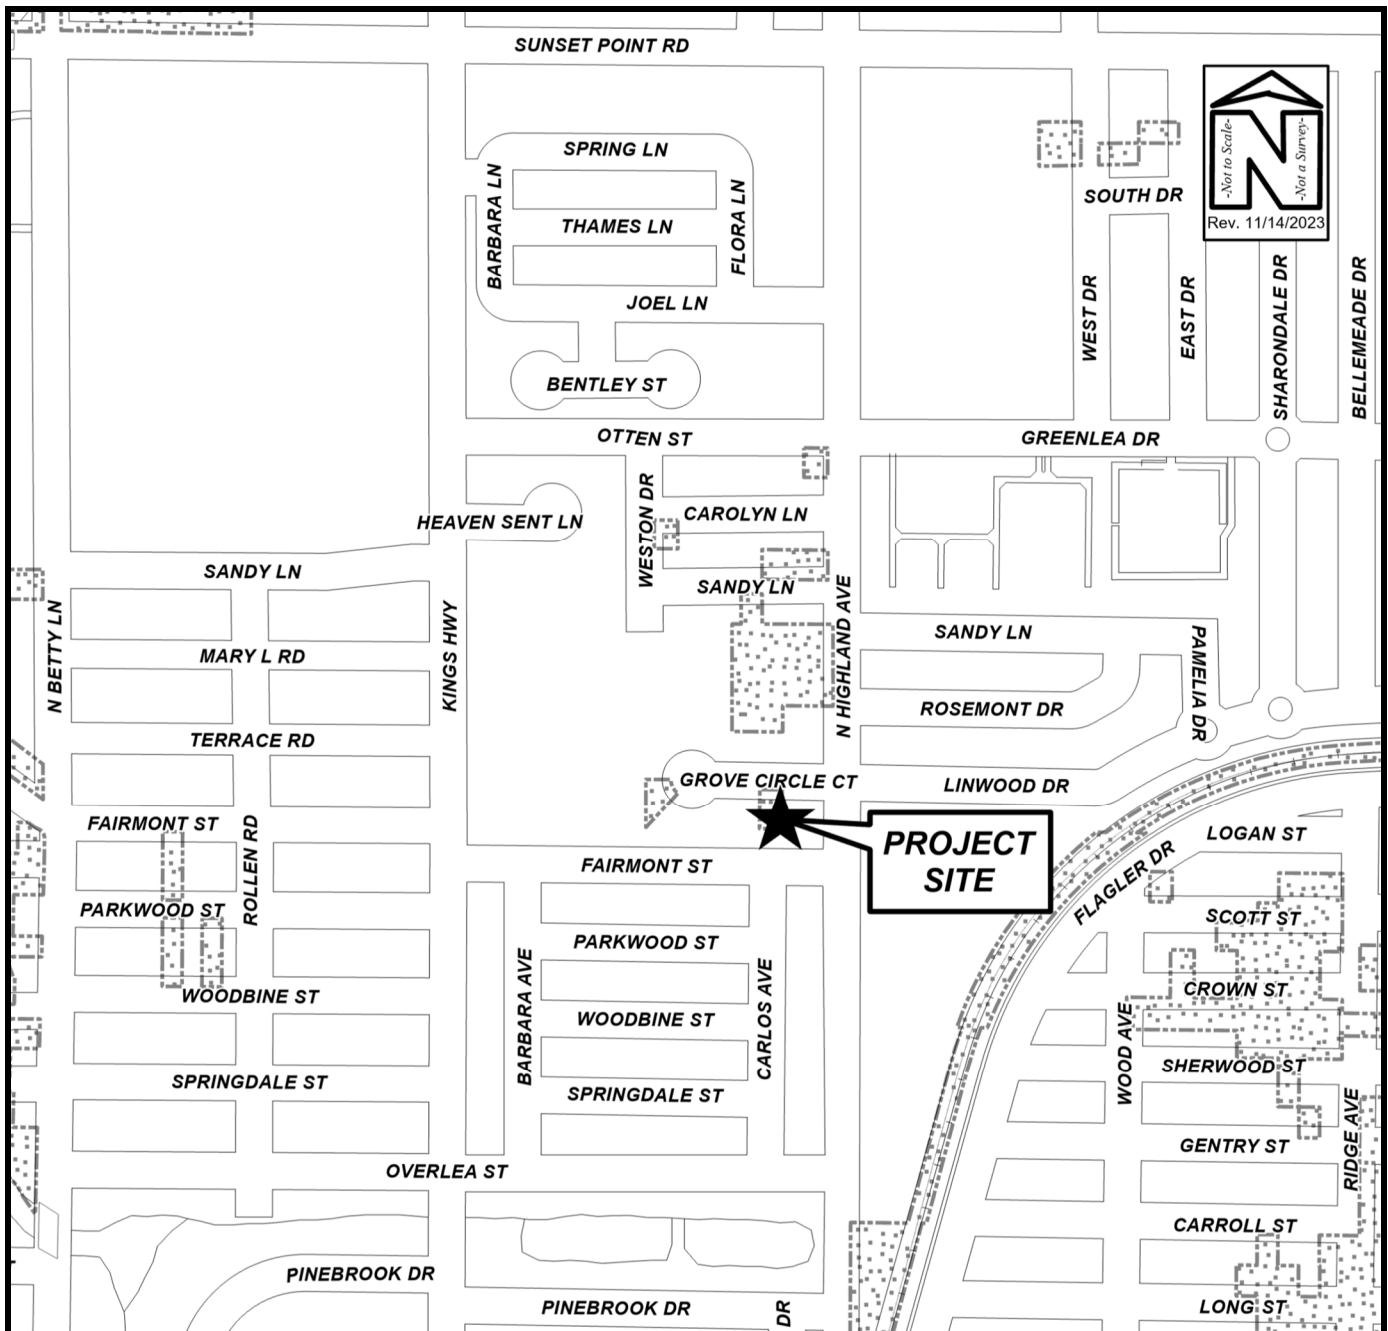 SUNSET POINT RD
SPRING LN
BARBARA LN
THAMES LN
FLORA LN
JOEL LN
BENTLEY ST
SOUTH DR
-Not to Scale-
N
-Not a Survey-
Rev. 11/14/2023
WEST DR
EAST DR
SHARONDALE DR
BELLEMEADE DR
OTTEN ST
GREENLEA DR
WESTON DR
CAROLYN LN
HEAVEN SENT LN
SANDY LN
SANDY LN
N HIGHLAND AVE
SANDY LN
PAMELIA DR
N BETTY LN
KINGS HWY
MARY L RD
TERRACE RD
ROSEMONT DR
GROVE CIRCLE CT
LINWOOD DR
PROJECT
SITE
FAIRMONT ST
ROLLEN RD
FAIRMONT ST
LOGAN ST
FLAGLER DR
PARKWOOD ST
PARKWOOD ST
SCOTT ST
WOODBINE ST
BARBARA AVE
WOODBINE ST
CARLOS AVE
CROWN ST
WOOD AVE
SHERWOOD ST
SPRINGDALE ST
SPRINGDALE ST
GENTRY ST
RIDGE AVE
OVERLEA ST
CARROLL ST
PINEBROOK DR
PINEBROOK DR
DR
LONG ST